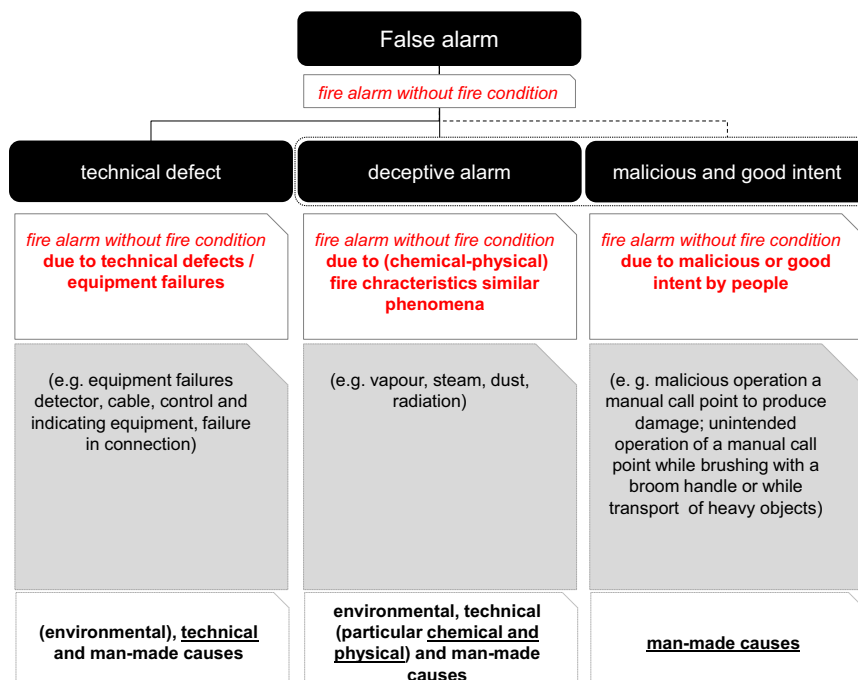 False alarm
fire alarm without fire condition
technical defect
deceptive alarm
malicious and good intent
fire alarm without fire condition
due to technical defects /
equipment failures
fire alarm without fire condition
due to (chemical-physical)
fire chracteristics similar
phenomena
fire alarm without fire condition
due to malicious or good
intent by people
(e.g. equipment failures
detector, cable, control and
indicating equipment, failure
in connection)
(e.g. vapour, steam, dust,
radiation)
(e. g. malicious operation a
manual call point to produce
damage; unintended
operation of a manual call
point while brushing with a
broom handle or while
transport of heavy objects)
(environmental), technical
and man-made causes
environmental, technical
(particular chemical and
physical) and man-made
causes
man-made causes